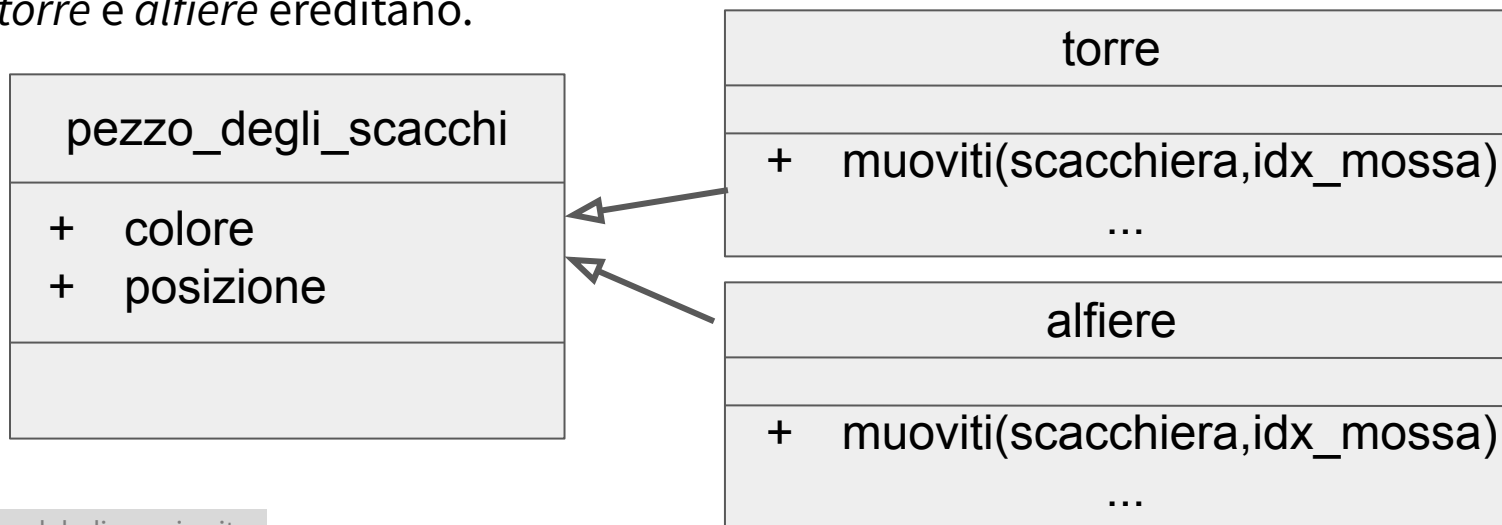 torre e alfiere ereditano.
pezzo_degli_scacchi
+ colore
+ posizione
torre
+ muoviti(scacchiera,idx_mossa)
...
alfiere
+ muoviti(scacchiera,idx_mossa)
...